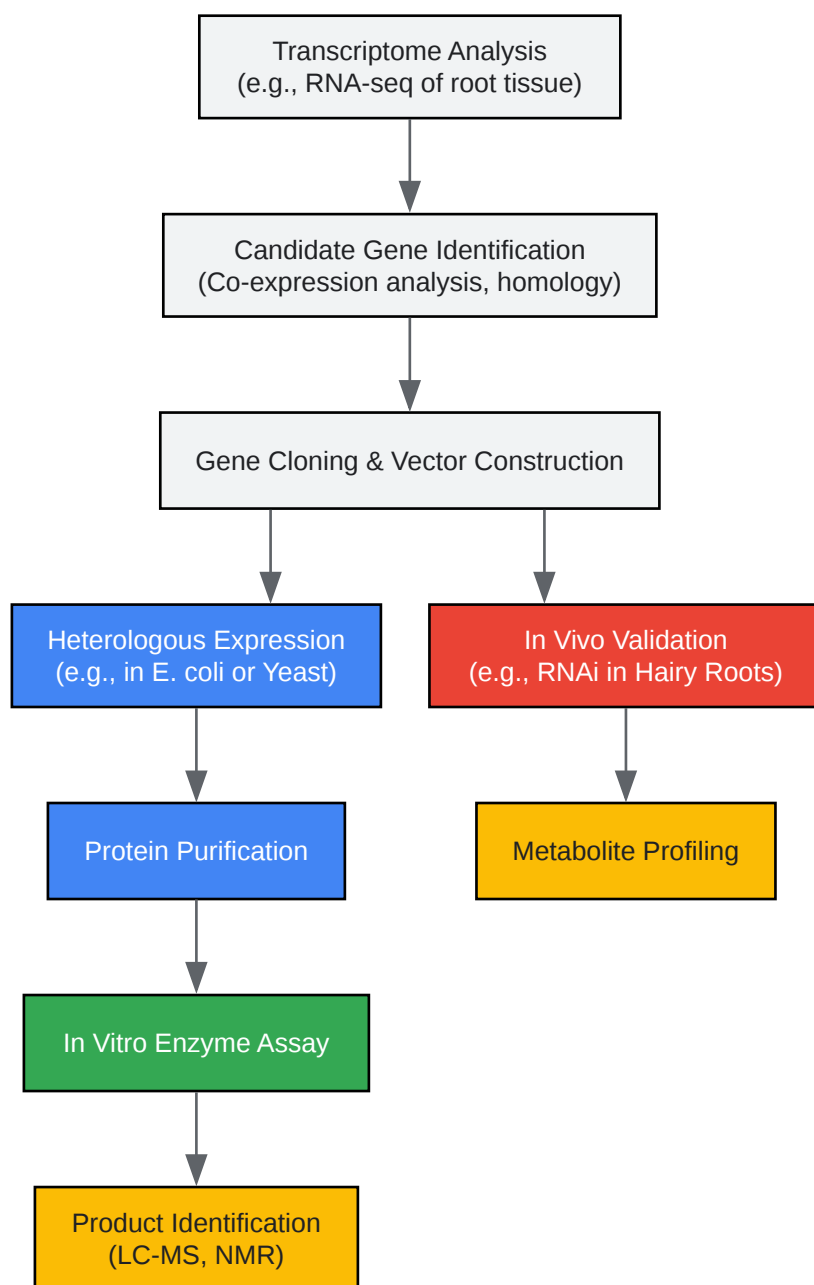 Transcriptome Analysis
(e.g., RNA-seq of root tissue)
Candidate Gene Identification
(Co-expression analysis, homology)
Gene Cloning & Vector Construction
Heterologous Expression
(e.g., in E. coli or Yeast)
In Vivo Validation
(e.g., RNAi in Hairy Roots)
Protein Purification
Metabolite Profiling
In Vitro Enzyme Assay
Product Identification
(LC-MS, NMR)